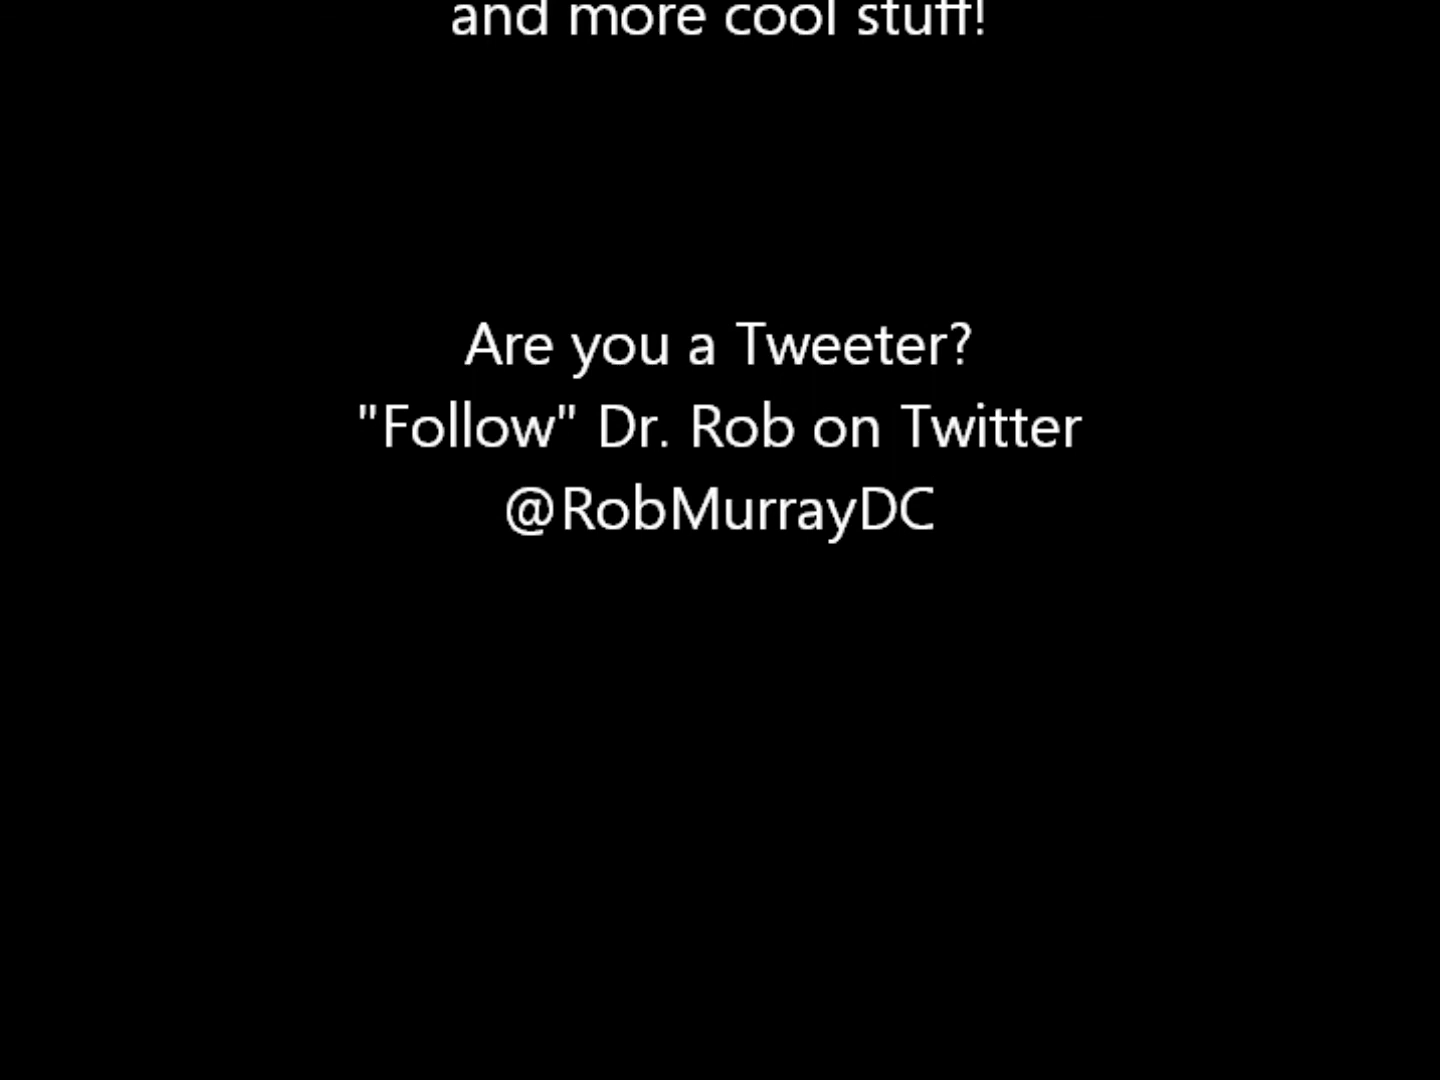 and more cool stuff!
Are you a Tweeter?
"Follow" Dr. Rob on Twitter
@RobMurrayDC